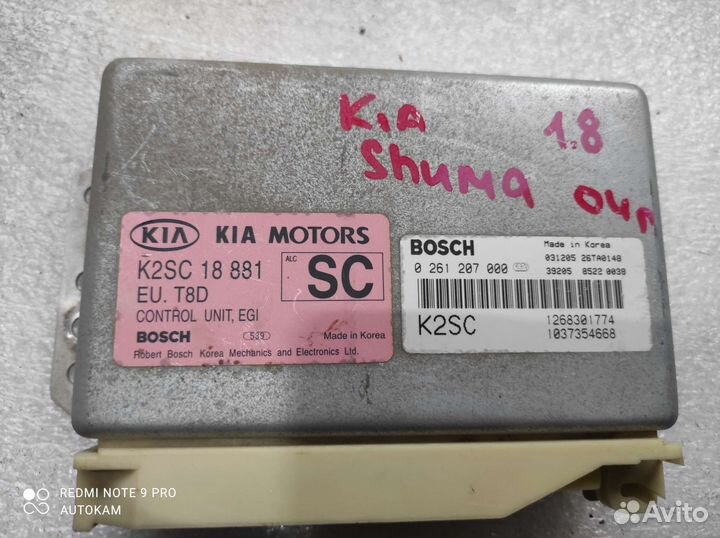 KIA 1.8
Shuma 04г
KIA KIA MOTORS
K2SC 18 881
ALC
SC
EU. T8D
CONTROL UNIT, EGI
BOSCH 539 Made in Korea
Robert Bosch Korea Mechanics and Electronics Ltd.
BOSCH
Made in Korea
031205 26TA0148
0 261 207 000
39205 0522 0038
K2SC
1268301774
1037354668
REDMI NOTE 9 PRO
AUTOKAM
Avito